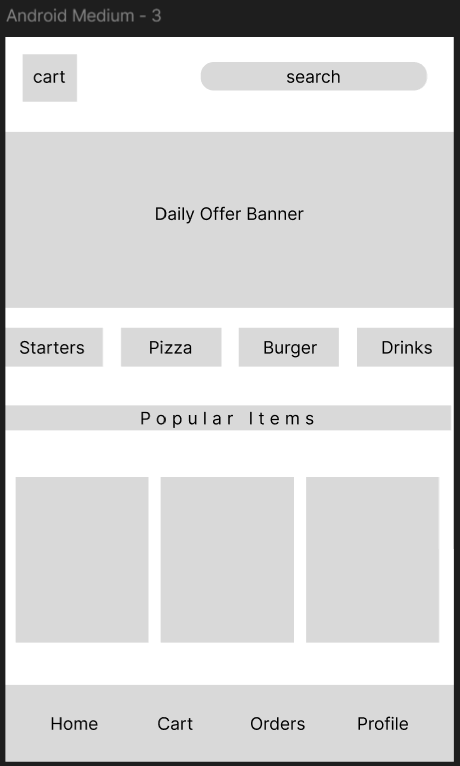 Android Medium - 3
cart
search
Daily Offer Banner
Starters Pizza Burger Drinks
Popular Items
Home Cart Orders Profile